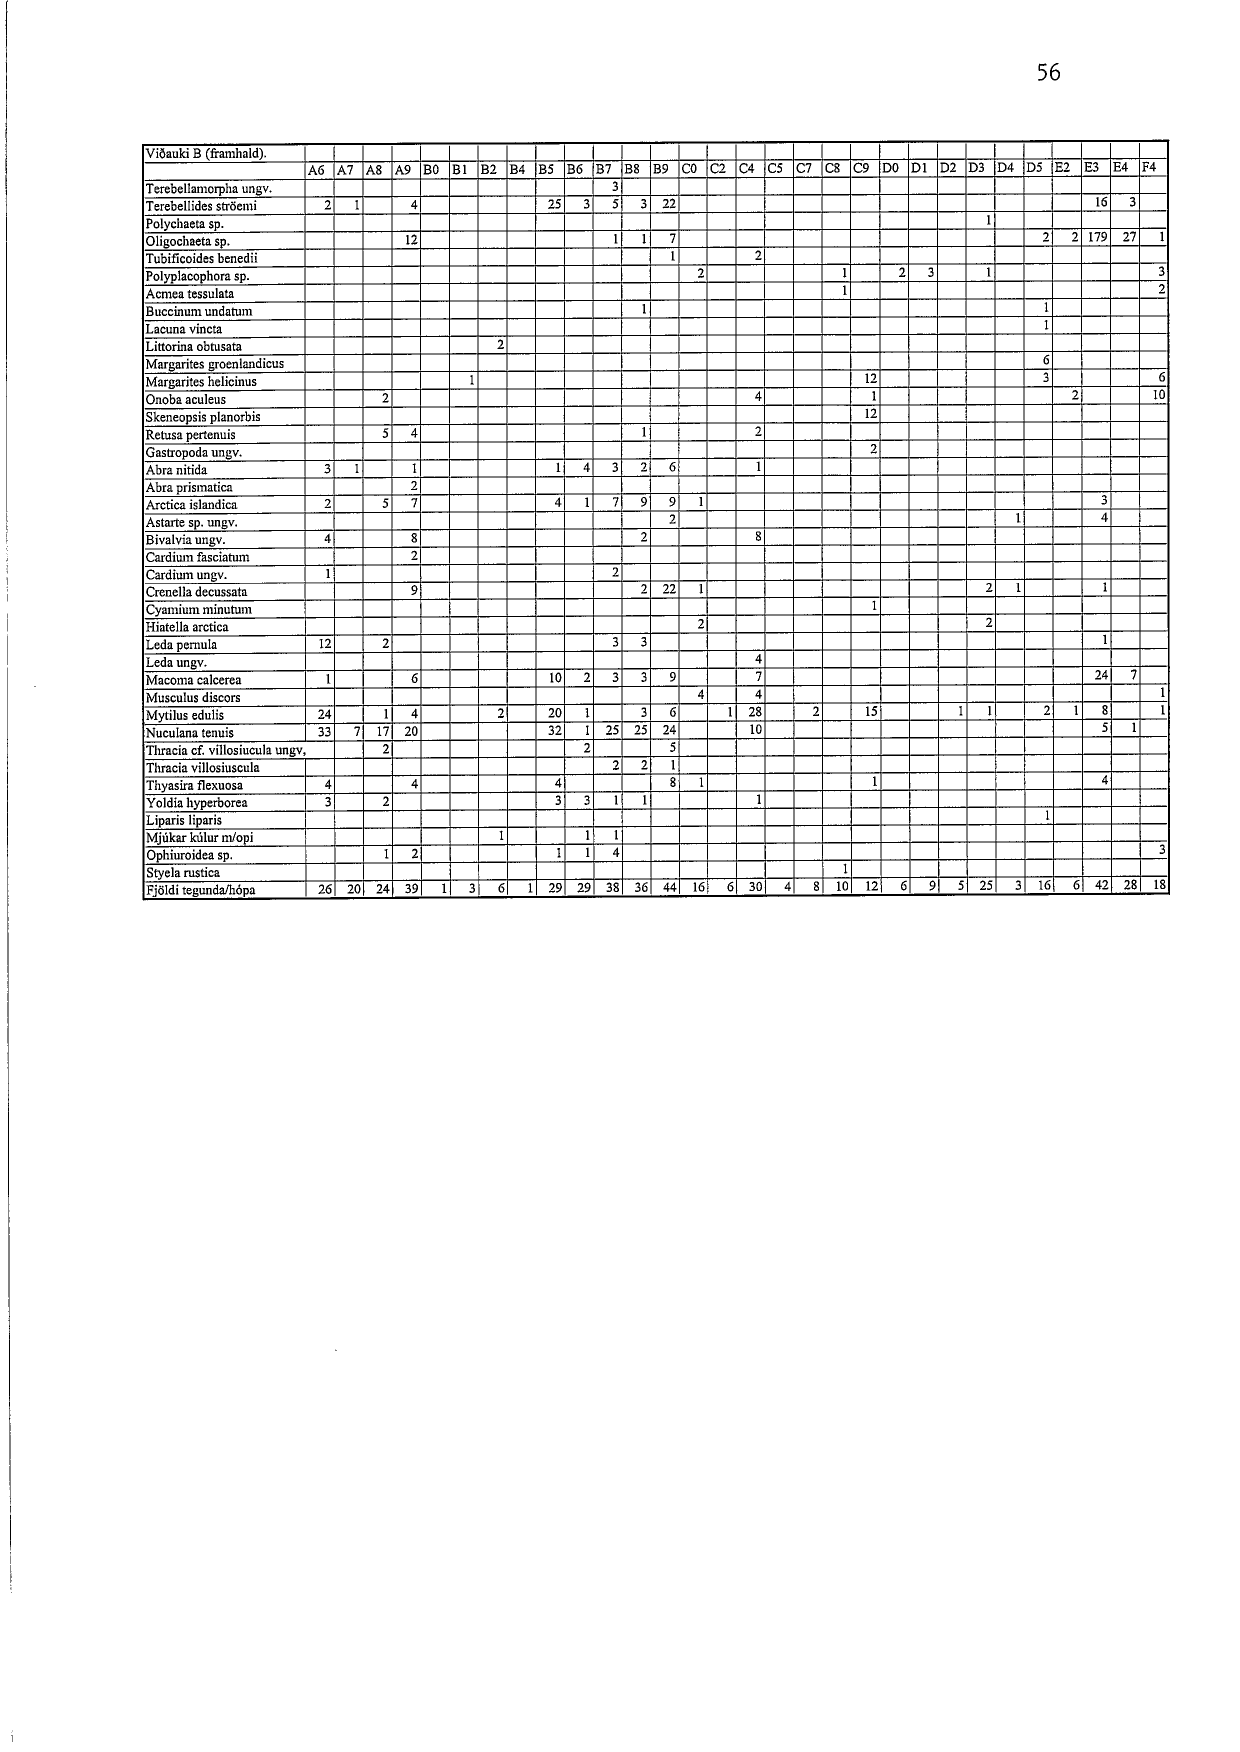 56
Viðauki B (framhald).
A6 A7 A8 A9 B0 B1 B2 B4 B5 B6 B7 B8 B9 C0 C2 C4 C5 C7 C8 C9 D0 D1 D2 D3 D4 D5 E2 E3 E4 F4
Terebellamorpha ungv. 3
Terebellides ströemi 2 1 4 25 3 5 3 22 16 3
Polychaeta sp. 1
Oligochaeta sp. 12 1 1 7 2 2 179 27 1
Tubificoides benedii 1 2
Polyplacophora sp. 2 1 2 3 1 3
Acmea tessulata 1 2
Buccinum undatum 1 1
Lacuna vincta 1
Littorina obtusata 2
Margarites groenlandicus 6
Margarites helicinus 1 12 3 6
Onoba aculeus 2 4 1 2 10
Skeneopsis planorbis 12
Retusa pertenuis 5 4 1 2
Gastropoda ungv. 2
Abra nitida 3 1 1 1 4 3 2 6 1
Abra prismatica 2
Arctica islandica 2 5 7 4 1 7 9 9 1 3
Astarte sp. ungv. 2 1 4
Bivalvia ungv. 4 8 2 8
Cardium fasciatum 2
Cardium ungv. 1 2
Crenella decussata 9 2 22 1 2 1 1
Cyamium minutum 1
Hiatella arctica 2 2
Leda pernula 12 2 3 3 1
Leda ungv. 4
Macoma calcerea 1 6 10 2 3 3 9 7 24 7
Musculus discors 4 4 1
Mytilus edulis 24 1 4 2 20 1 3 6 1 28 2 15 1 1 2 1 8 1
Nuculana tenuis 33 7 17 20 32 1 25 25 24 10 5 1
Thracia cf. villosiucula ungv, 2 2 5
Thracia villosiuscula 2 2 1
Thyasira flexuosa 4 4 4 8 1 1 4
Yoldia hyperborea 3 2 3 3 1 1 1
Liparis liparis 1
Mjúkar kúlur m/opi 1 1 1
Ophiuroidea sp. 1 2 1 1 4 3
Styela rustica 1
Fjöldi tegunda/hópa 26 20 24 39 1 3 6 1 29 29 38 36 44 16 6 30 4 8 10 12 6 9 5 25 3 16 6 42 28 18